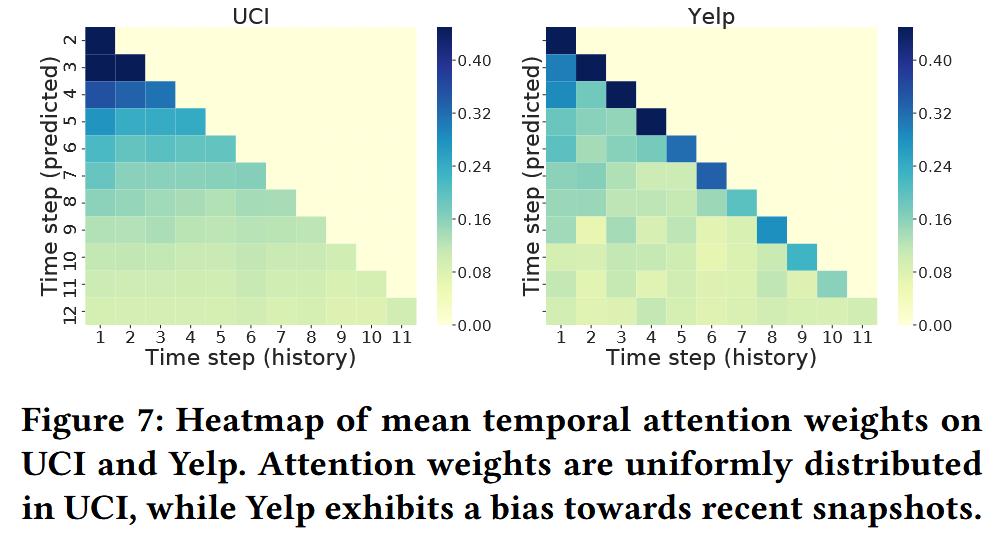 UCI
Time step (predicted)
2
3
4
5
6
7
8
9
10
11
12
1 2 3 4 5 6 7 8 9 10 11
Time step (history)
0.40
0.32
0.24
0.16
0.08
0.00
Yelp
Time step (predicted)
1 2 3 4 5 6 7 8 9 10 11
Time step (history)
0.40
0.32
0.24
0.16
0.08
0.00
Figure 7: Heatmap of mean temporal attention weights on
UCI and Yelp. Attention weights are uniformly distributed
in UCI, while Yelp exhibits a bias towards recent snapshots.